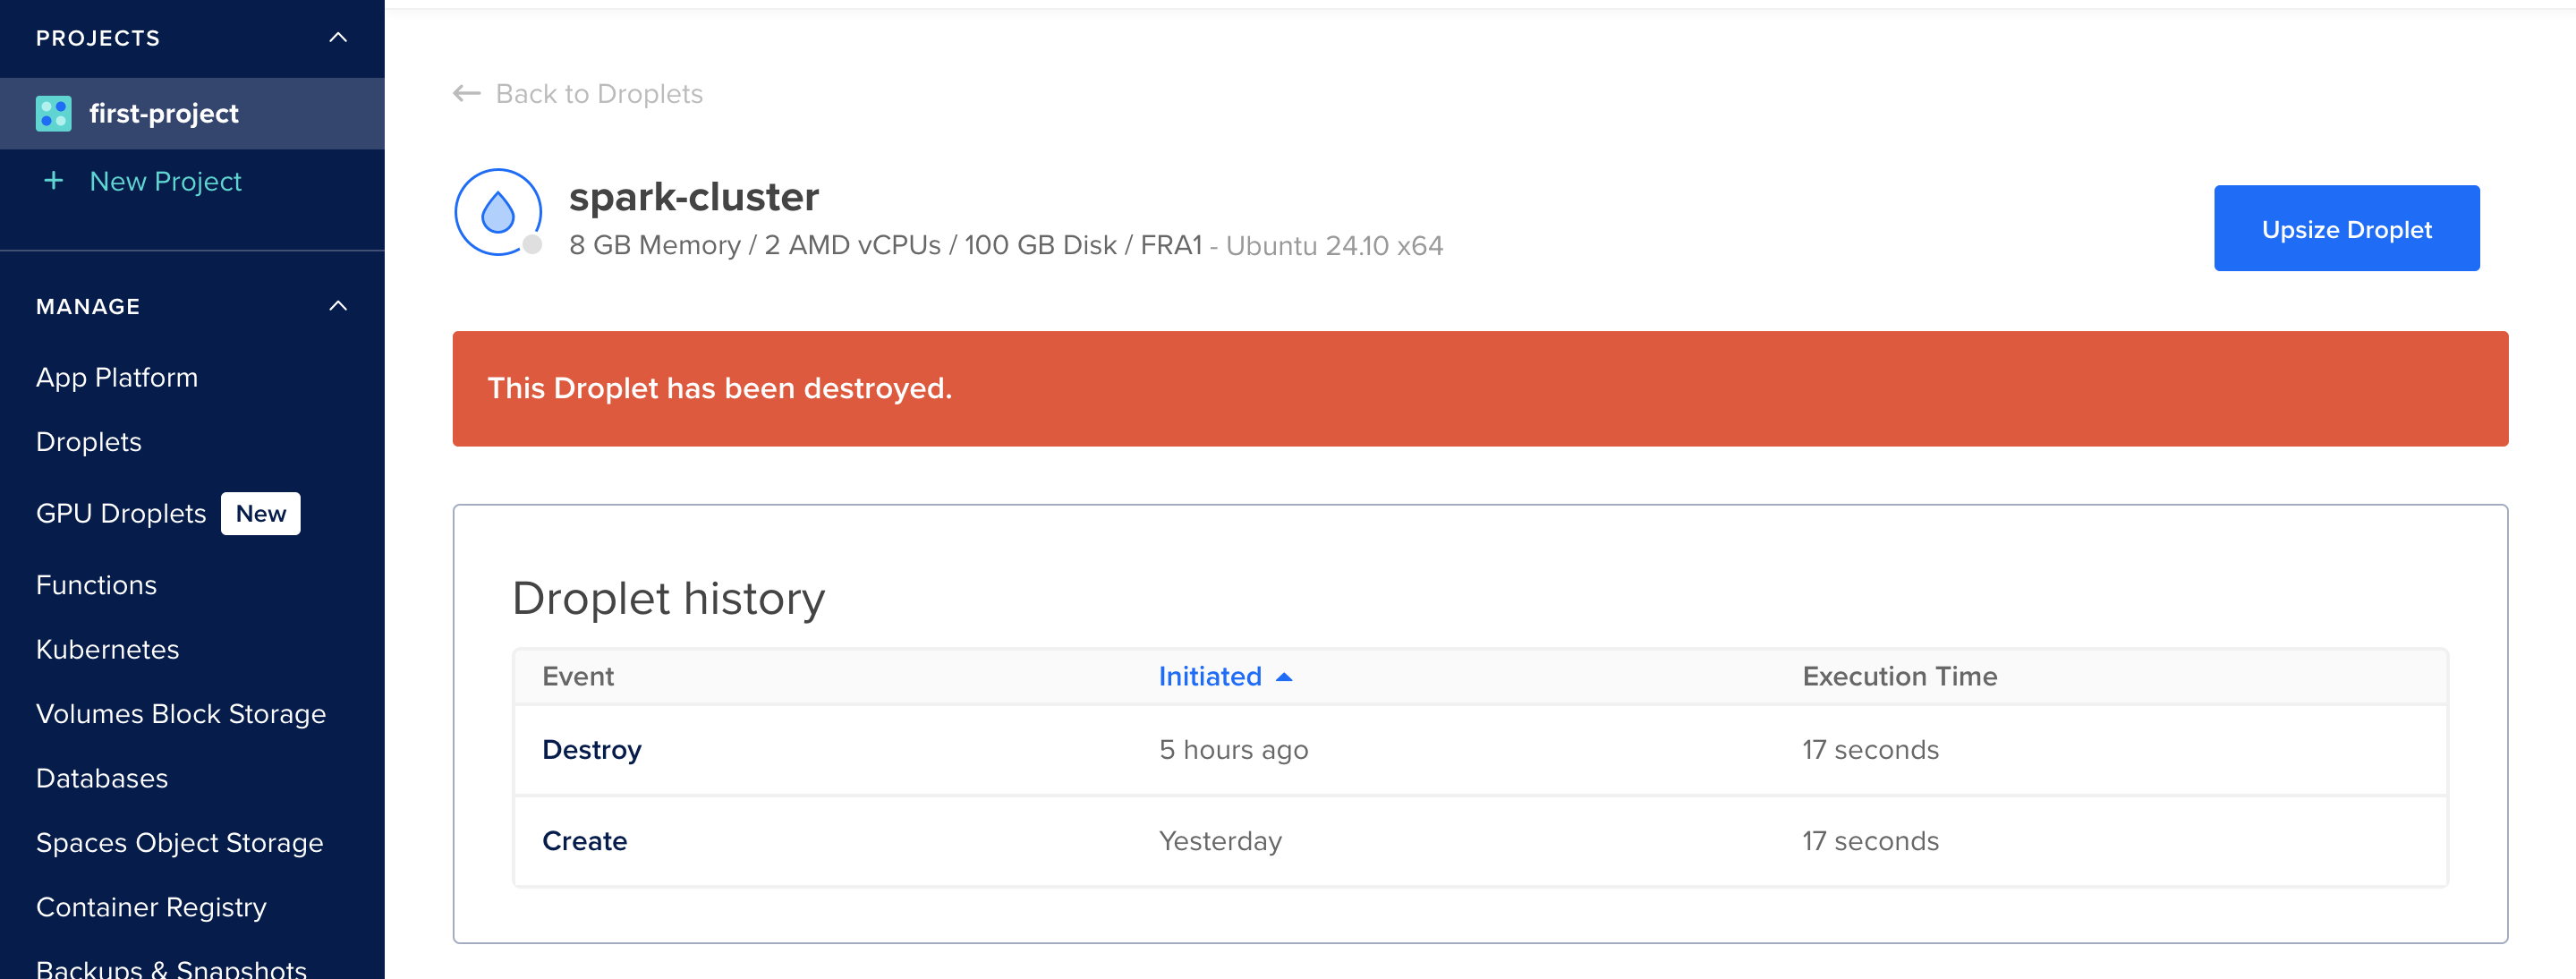 PROJECTS
first-project
+ New Project
MANAGE
App Platform
Droplets
GPU Droplets New
Functions
Kubernetes
Volumes Block Storage
Databases
Spaces Object Storage
Container Registry
Backups & Snapshots
← Back to Droplets
spark-cluster
8 GB Memory / 2 AMD vCPUs / 100 GB Disk / FRA1 - Ubuntu 24.10 x64
Upsize Droplet
This Droplet has been destroyed.
Droplet history
Event Initiated Execution Time
Destroy 5 hours ago 17 seconds
Create Yesterday 17 seconds